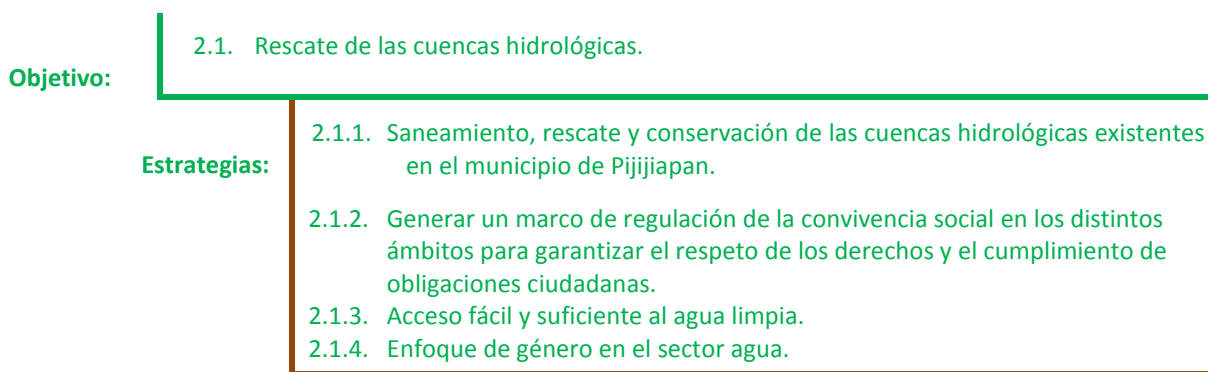 2.1. Rescate de las cuencas hidrológicas.
Objetivo:
2.1.1. Saneamiento, rescate y conservación de las cuencas hidrológicas existentes
en el municipio de Pijijiapan.
Estrategias:
2.1.2. Generar un marco de regulación de la convivencia social en los distintos
ámbitos para garantizar el respeto de los derechos y el cumplimiento de
obligaciones ciudadanas.
2.1.3. Acceso fácil y suficiente al agua limpia.
2.1.4. Enfoque de género en el sector agua.